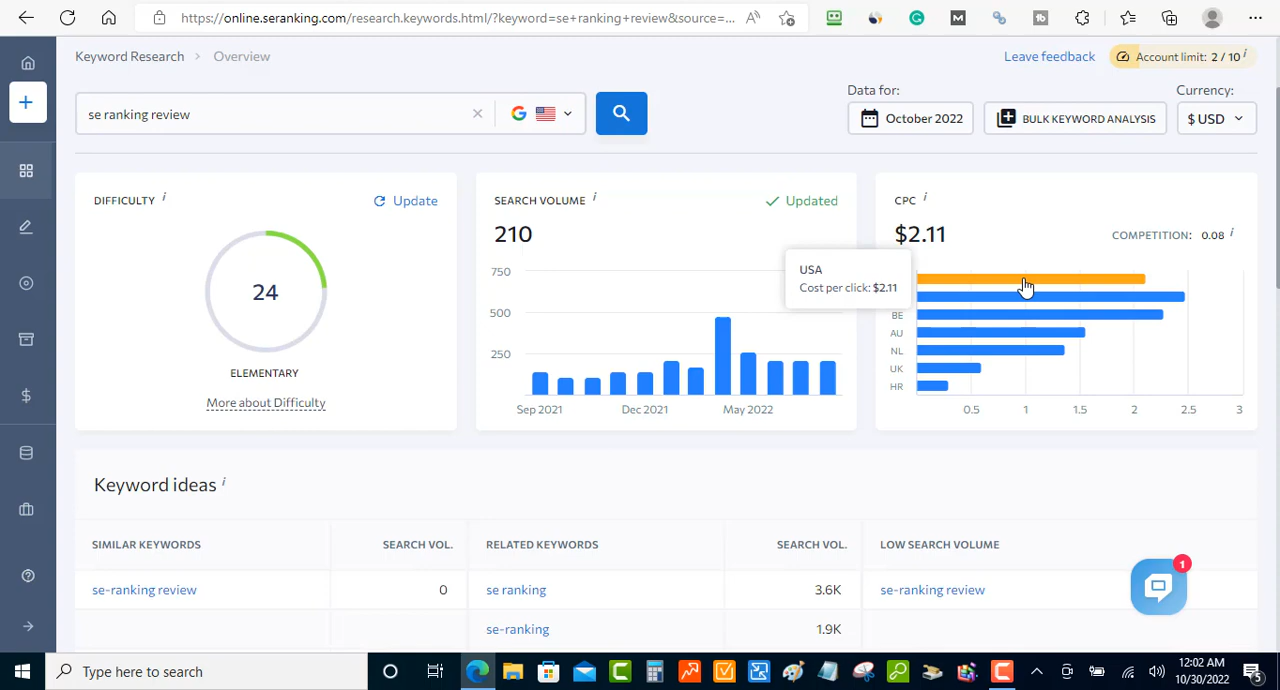 https://online.seranking.com/research.keywords.html/?keyword=se+ranking+review&source=...
Keyword Research > Overview
Leave feedback
Account limit: 2 / 10 i
Data for:
Currency:
se ranking review
October 2022
BULK KEYWORD ANALYSIS
$ USD
DIFFICULTY i
Update
24
ELEMENTARY
More about Difficulty
SEARCH VOLUME i
Updated
210
750
500
250
Sep 2021
Dec 2021
May 2022
CPC i
$2.11
COMPETITION: 0.08 i
USA
Cost per click: $2.11
BE
AU
NL
UK
HR
0.5
1
1.5
2
2.5
3
Keyword ideas i
SIMILAR KEYWORDS
SEARCH VOL.
RELATED KEYWORDS
SEARCH VOL.
LOW SEARCH VOLUME
se-ranking review
0
se ranking
3.6K
se-ranking review
se-ranking
1.9K
1
Type here to search
12:02 AM
10/30/2022
5